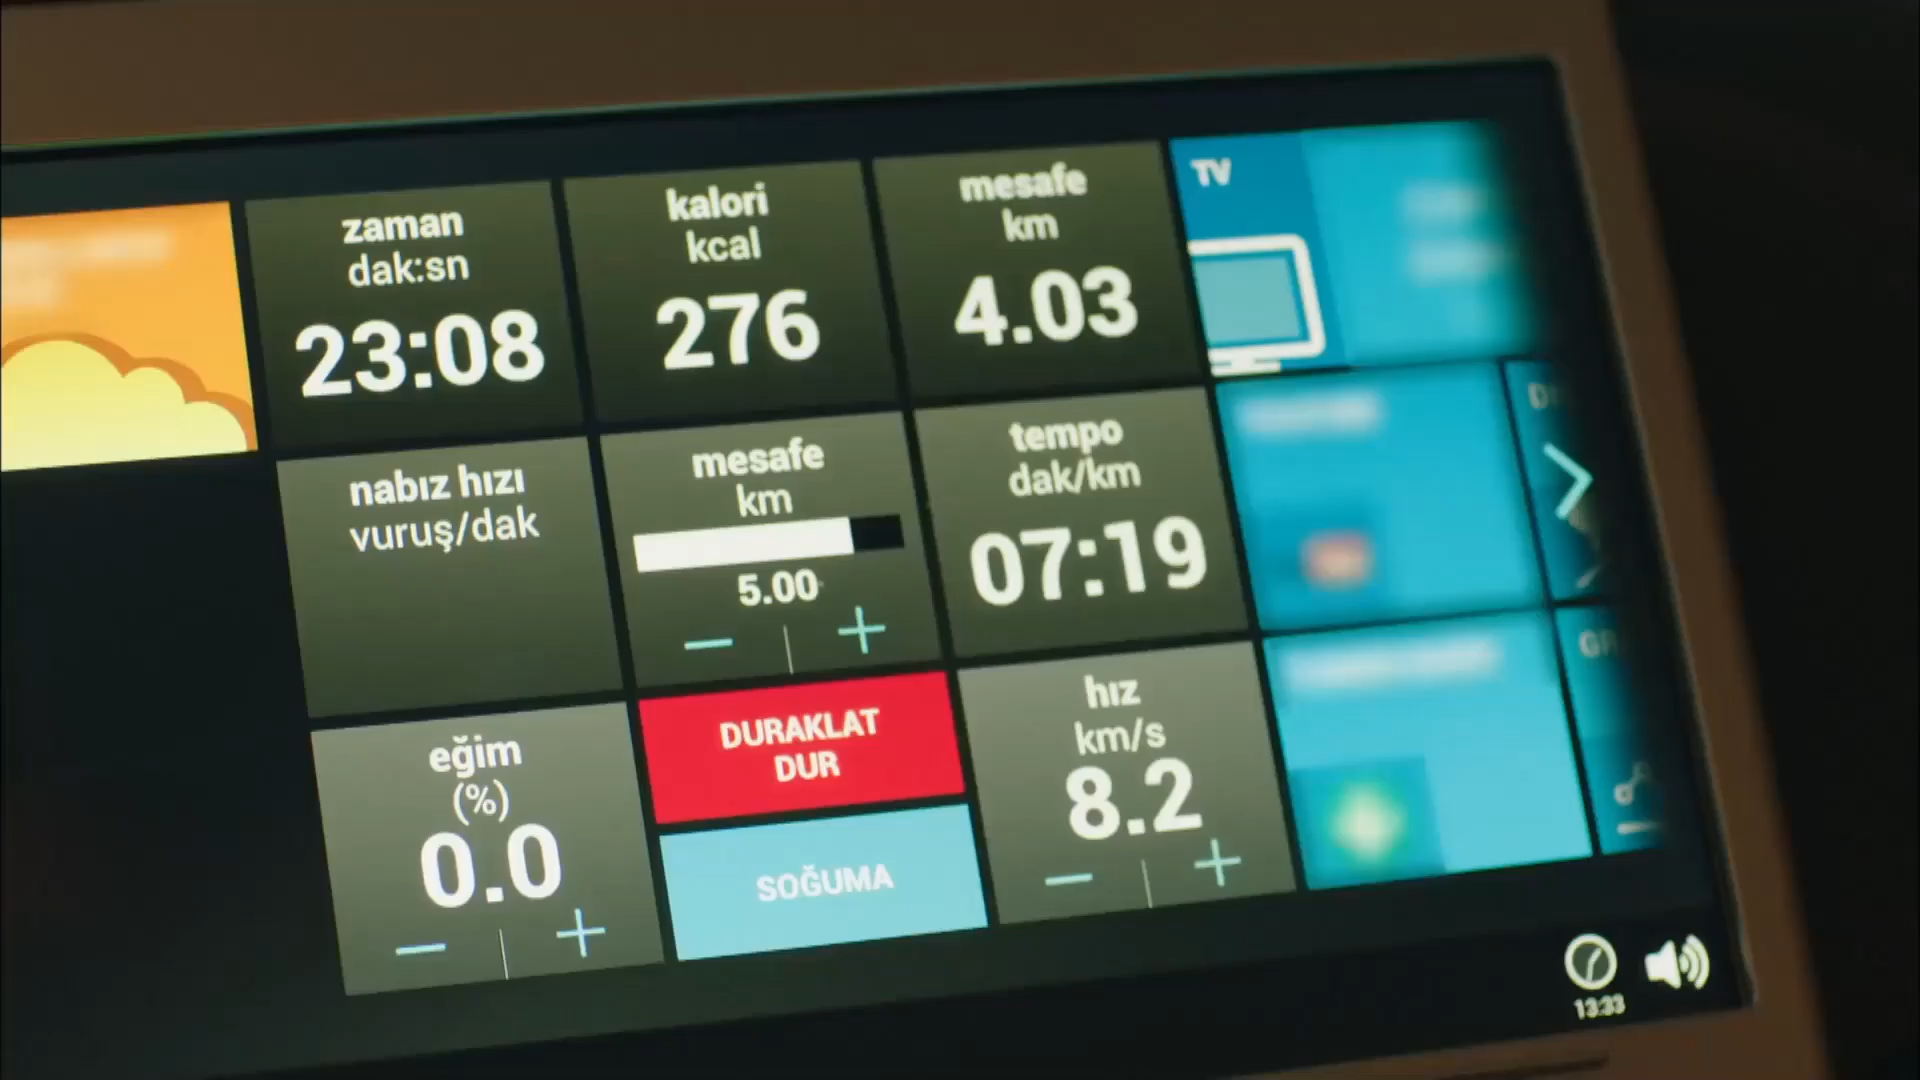 zaman
dak:sn
23:08
kalori
kcal
276
mesafe
km
4.03
TV
nabız hızı
vuruş/dak
mesafe
km
5.00
tempo
dak/km
07:19
eğim
(%)
0.0
DURAKLAT
DUR
SOĞUMA
hız
km/s
8.2
13:33